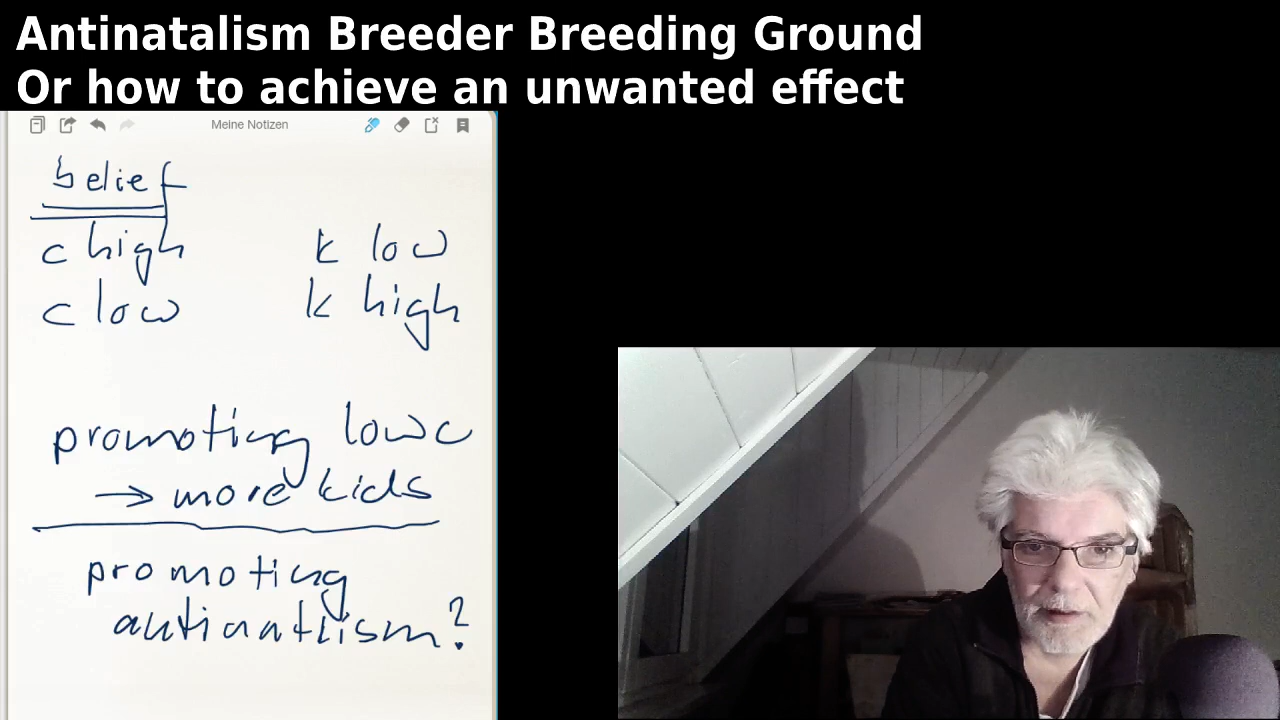 Antinatalism Breeder Breeding Ground
Or how to achieve an unwanted effect
Meine Notizen
belief
c high k low
c low k high
promoting low c
→ more kids
promoting
antinatlism?